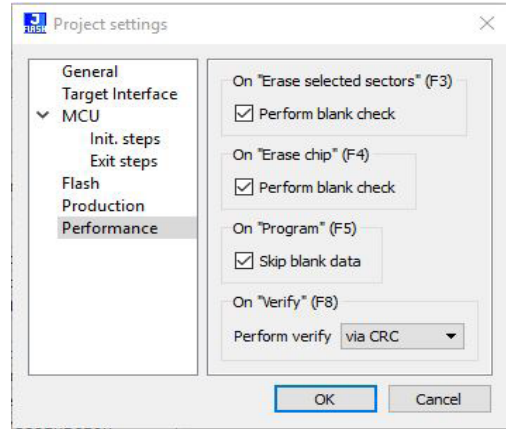 J
FLASH
Project settings
General
Target Interface
MCU
Init. steps
Exit steps
Flash
Production
Performance
On "Erase selected sectors" (F3)
Perform blank check
On "Erase chip" (F4)
Perform blank check
On "Program" (F5)
Skip blank data
On "Verify" (F8)
Perform verify via CRC
OK Cancel